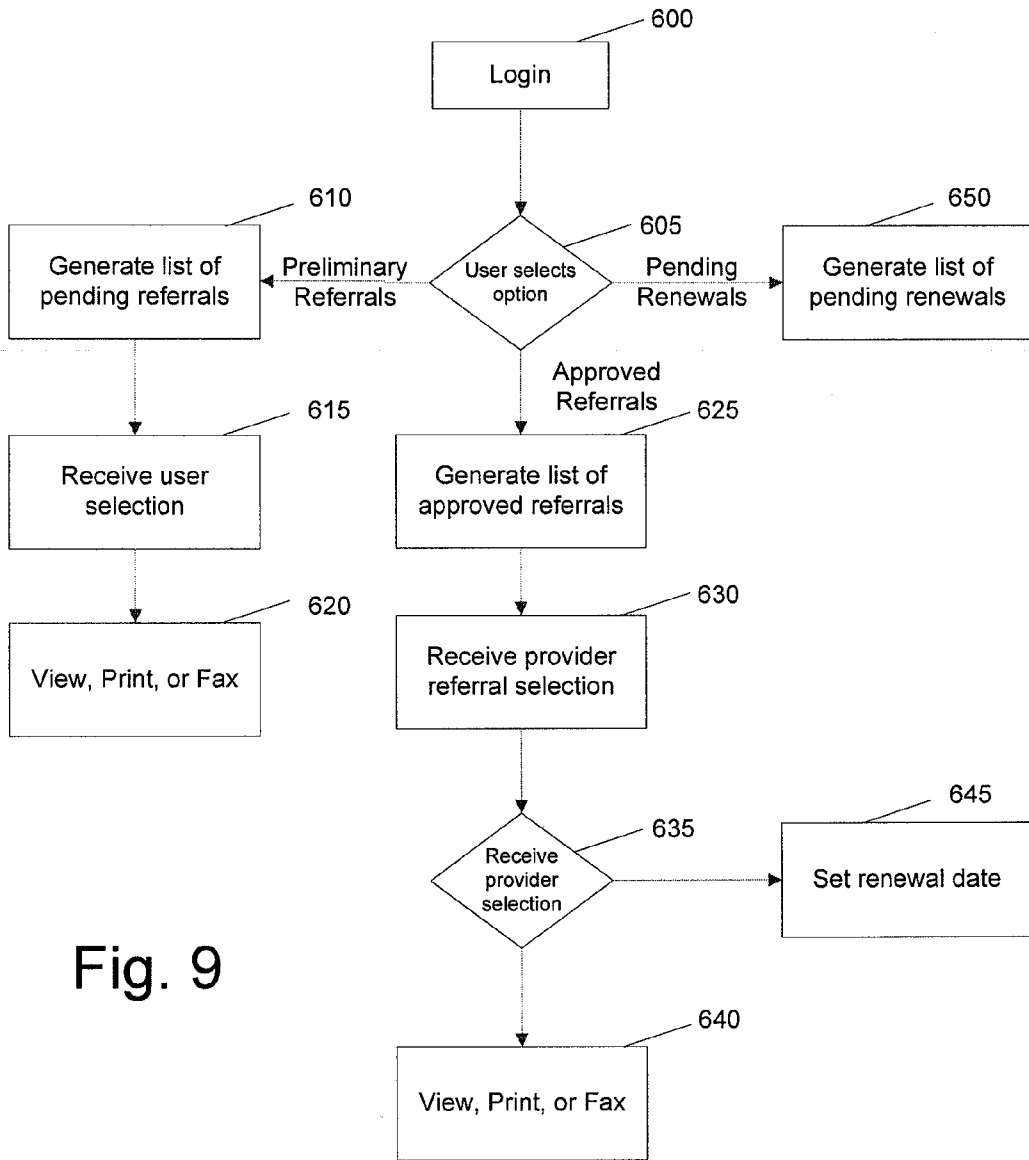 600
Login
610
650
605
Generate list of
pending referrals
Preliminary
Referrals
User selects
option
Pending
Renewals
Generate list of
pending renewals
Approved
Referrals
615
625
Receive user
selection
Generate list of
approved referrals
620
630
View, Print, or Fax
Receive provider
referral selection
635
645
Receive
provider
selection
Set renewal date
Fig. 9
640
View, Print, or Fax